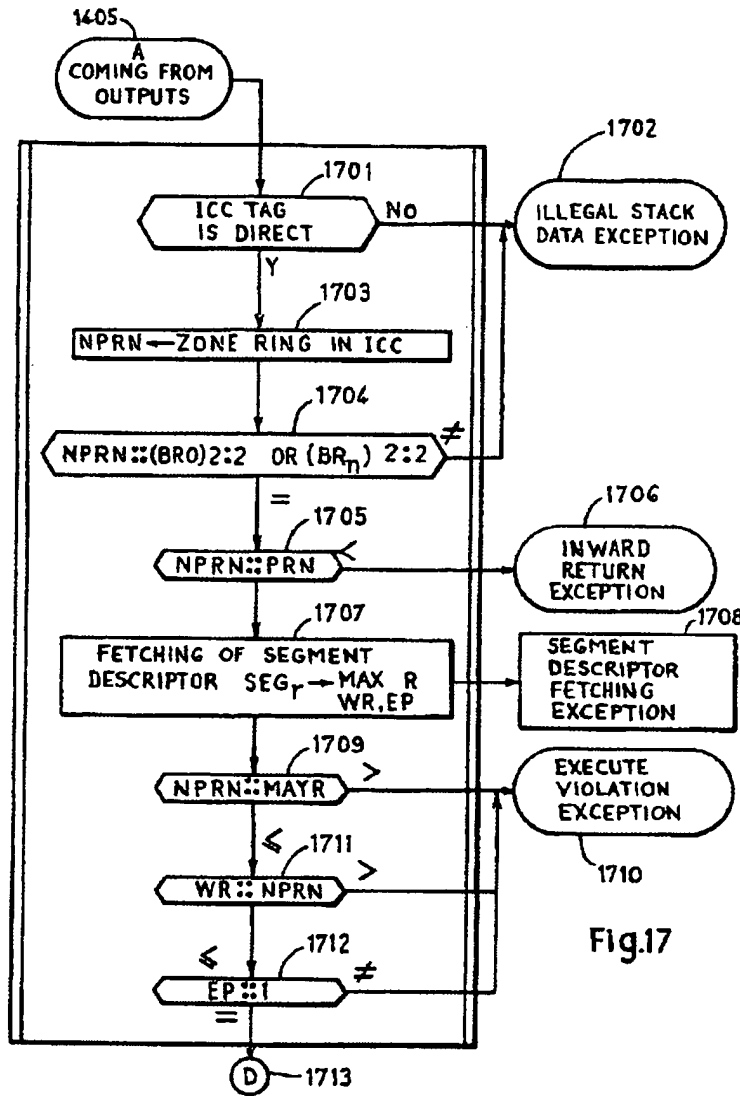 1405
A
COMING FROM
OUTPUTS
1701
1702
ICC TAG
IS DIRECT
No
ILLEGAL STACK
DATA EXCEPTION
Y
1703
NPRN←ZONE RING IN ICC
1704
NPRN::(BRO)2:2 OR (BRn) 2:2
≠
=
1705
1706
NPRN::PRN
<
INWARD
RETURN
EXCEPTION
1707
1708
FETCHING OF SEGMENT
DESCRIPTOR SEGr→MAX R
WR,EP
SEGMENT
DESCRIPTOR
FETCHING
EXCEPTION
1709
NPRN::MAYR
>
EXECUTE
VIOLATION
EXCEPTION
⩽
1711
1710
WR::NPRN
>
Fig.17
⩽
1712
EP::1
≠
=
D
1713